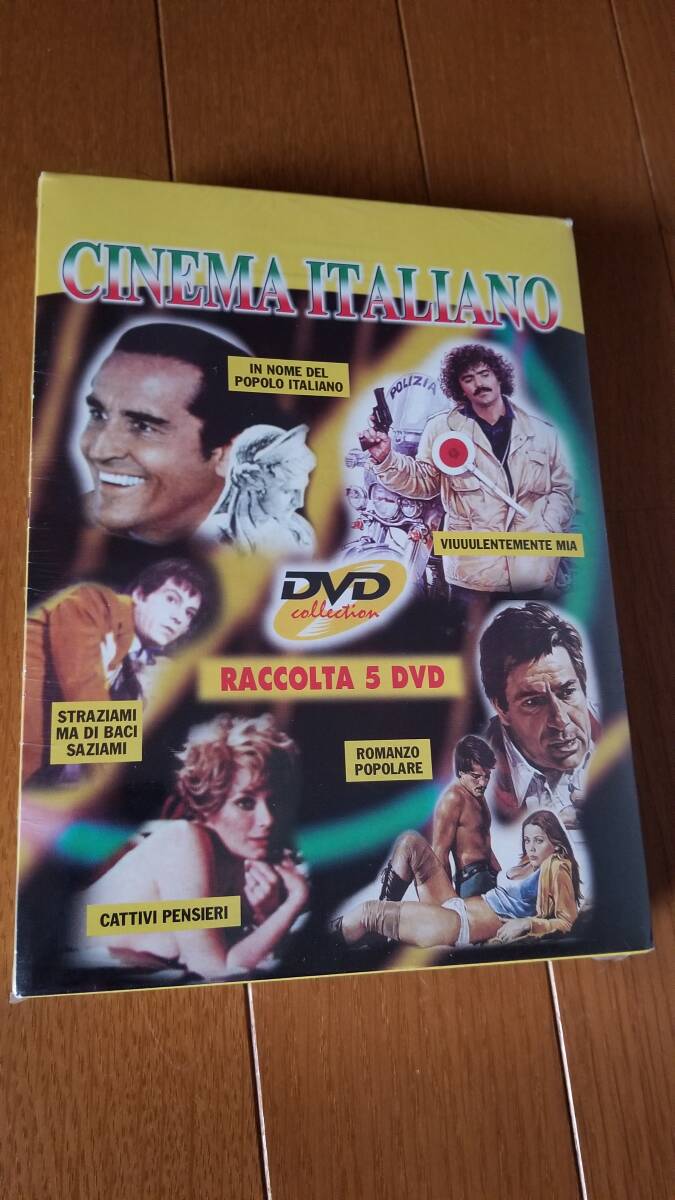 CINEMA ITALIANO
IN NOME DEL
POPOLO ITALIANO
POLIZIA
VIUUULENTEMENTE MIA
DVD
collection
RACCOLTA 5 DVD
STRAZIAMI
MA DI BACI
SAZIAMI
ROMANZO
POPOLARE
CATTIVI PENSIERI